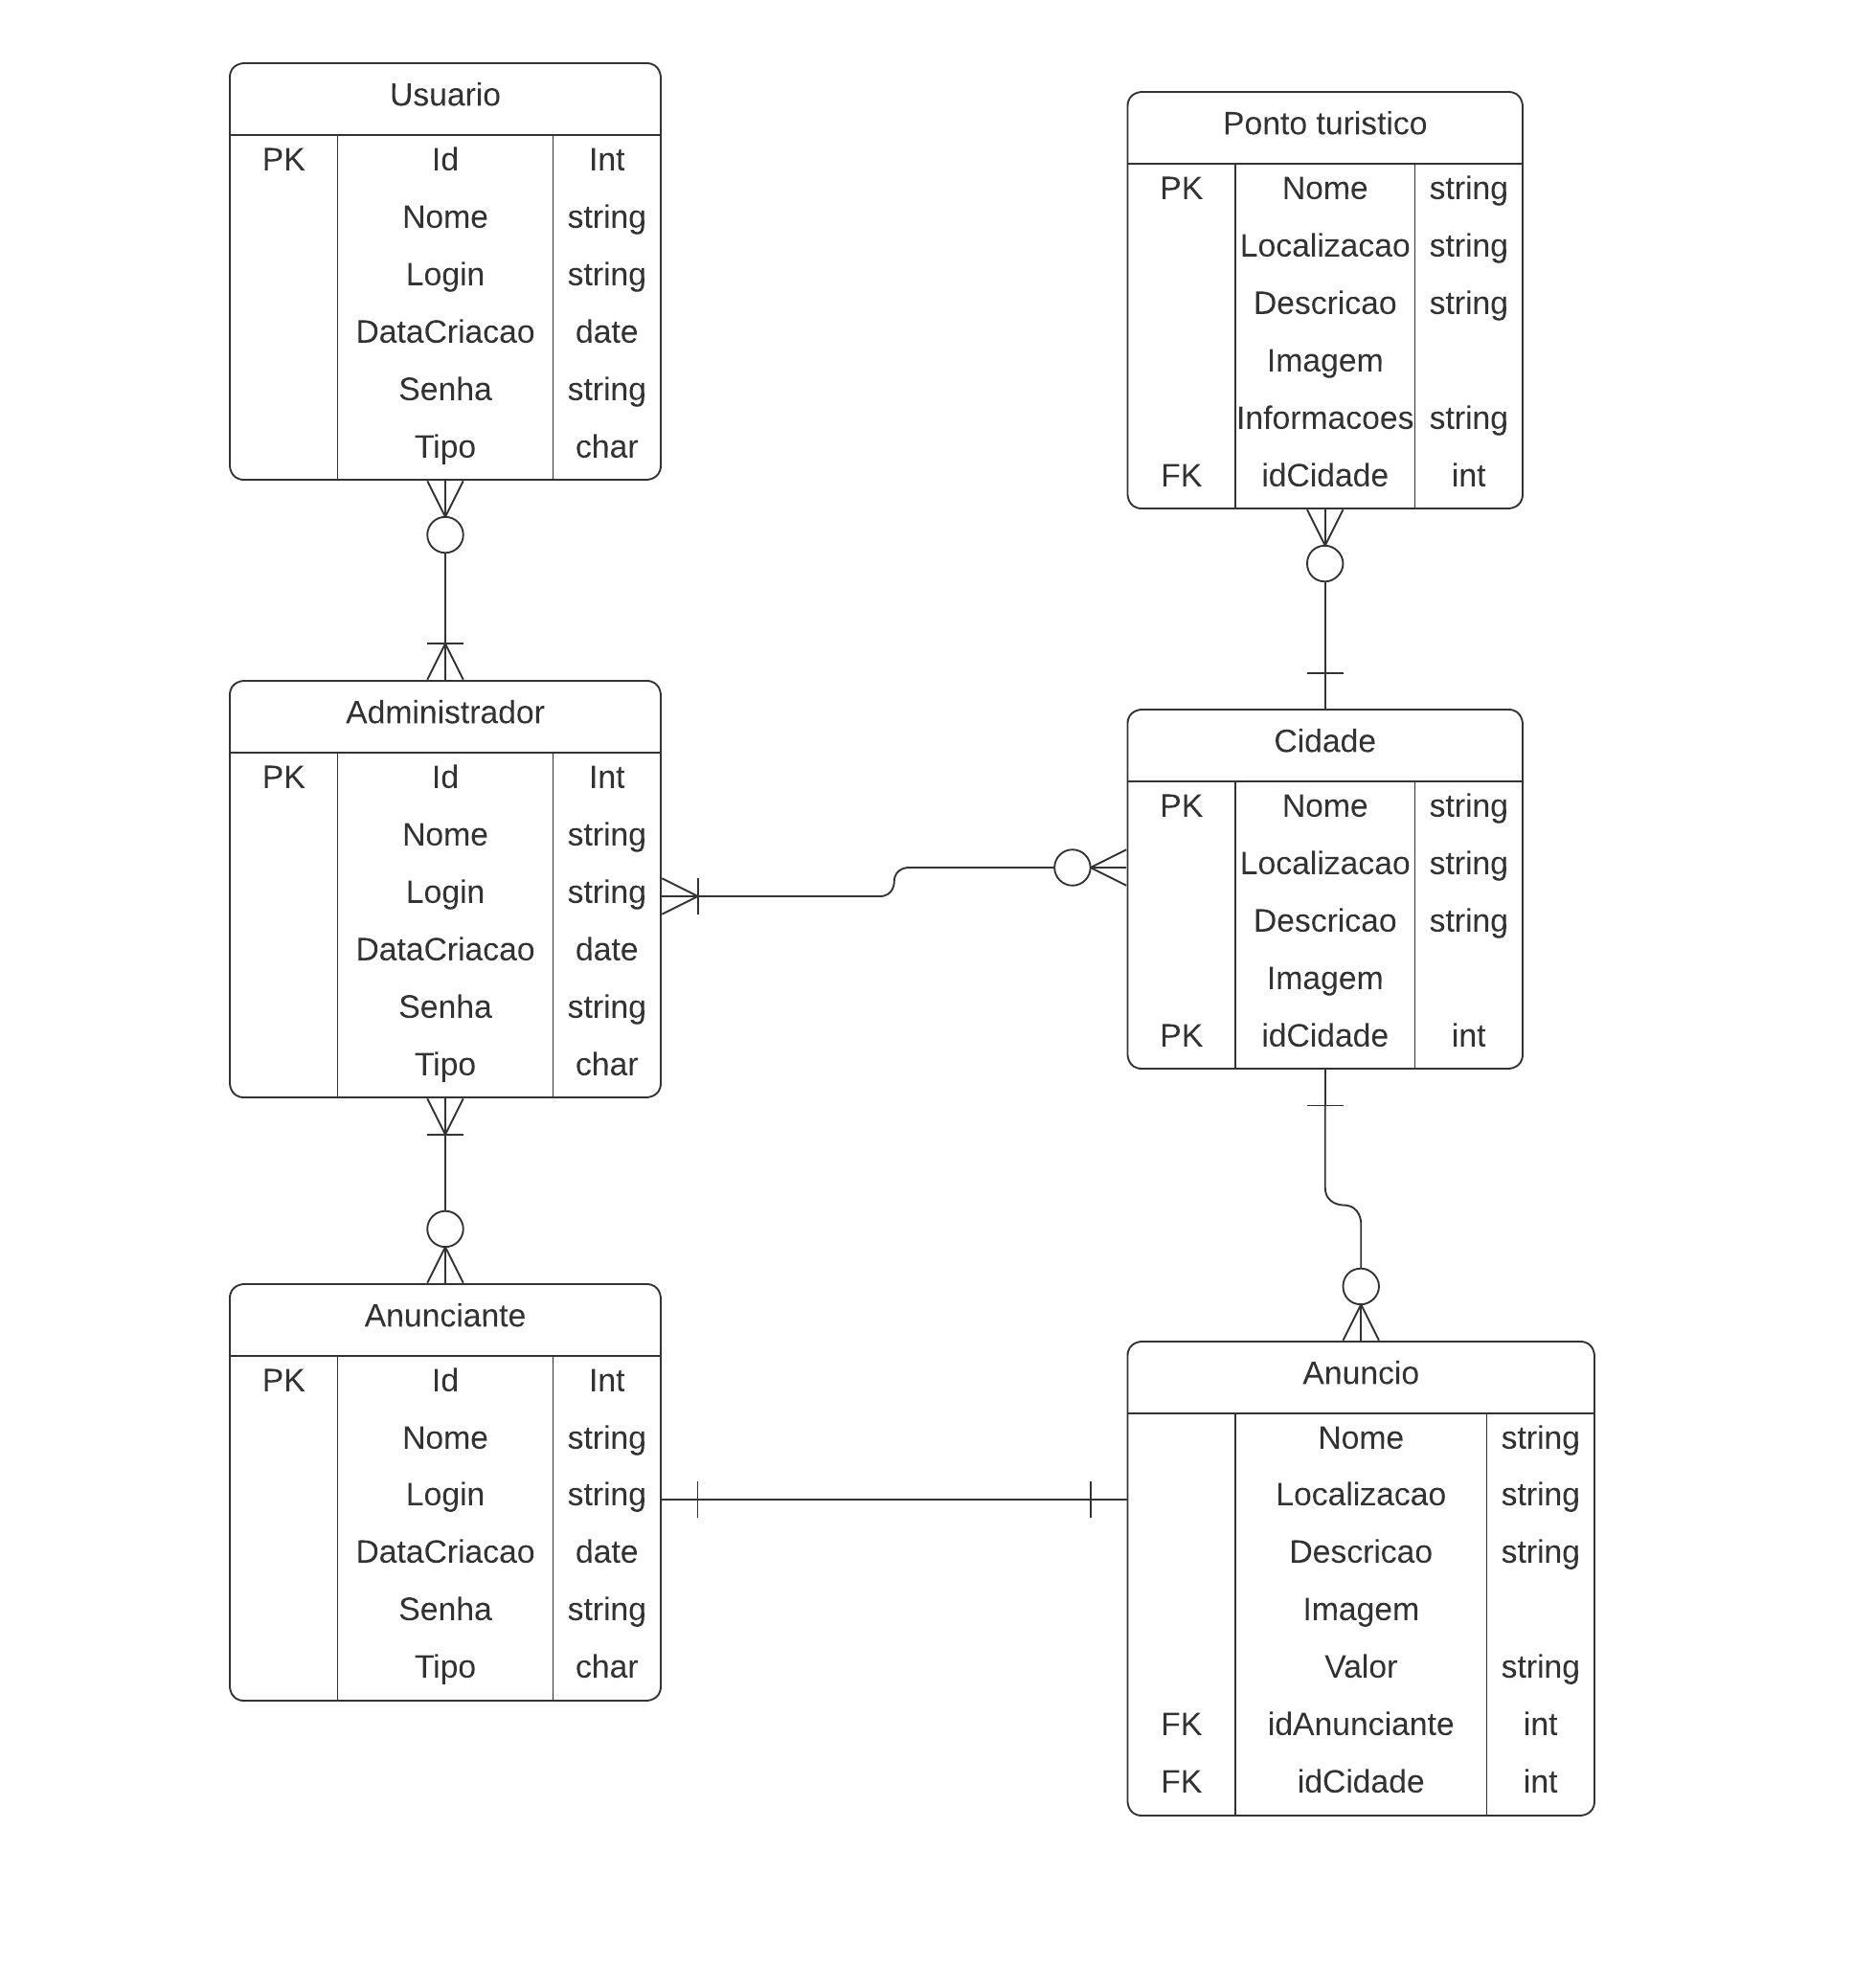 Usuario
PK Id Int
Nome string
Login string
DataCriacao date
Senha string
Tipo char
Ponto turistico
PK Nome string
Localizacao string
Descricao string
Imagem
Informacoes string
FK idCidade int
Administrador
PK Id Int
Nome string
Login string
DataCriacao date
Senha string
Tipo char
Cidade
PK Nome string
Localizacao string
Descricao string
Imagem
PK idCidade int
Anunciante
PK Id Int
Nome string
Login string
DataCriacao date
Senha string
Tipo char
Anuncio
Nome string
Localizacao string
Descricao string
Imagem
Valor string
FK idAnunciante int
FK idCidade int